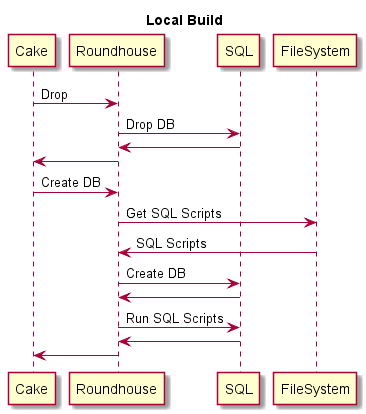 Local Build
Cake Roundhouse SQL FileSystem
Drop
Drop DB
Create DB
Get SQL Scripts
SQL Scripts
Create DB
Run SQL Scripts
Cake Roundhouse SQL FileSystem